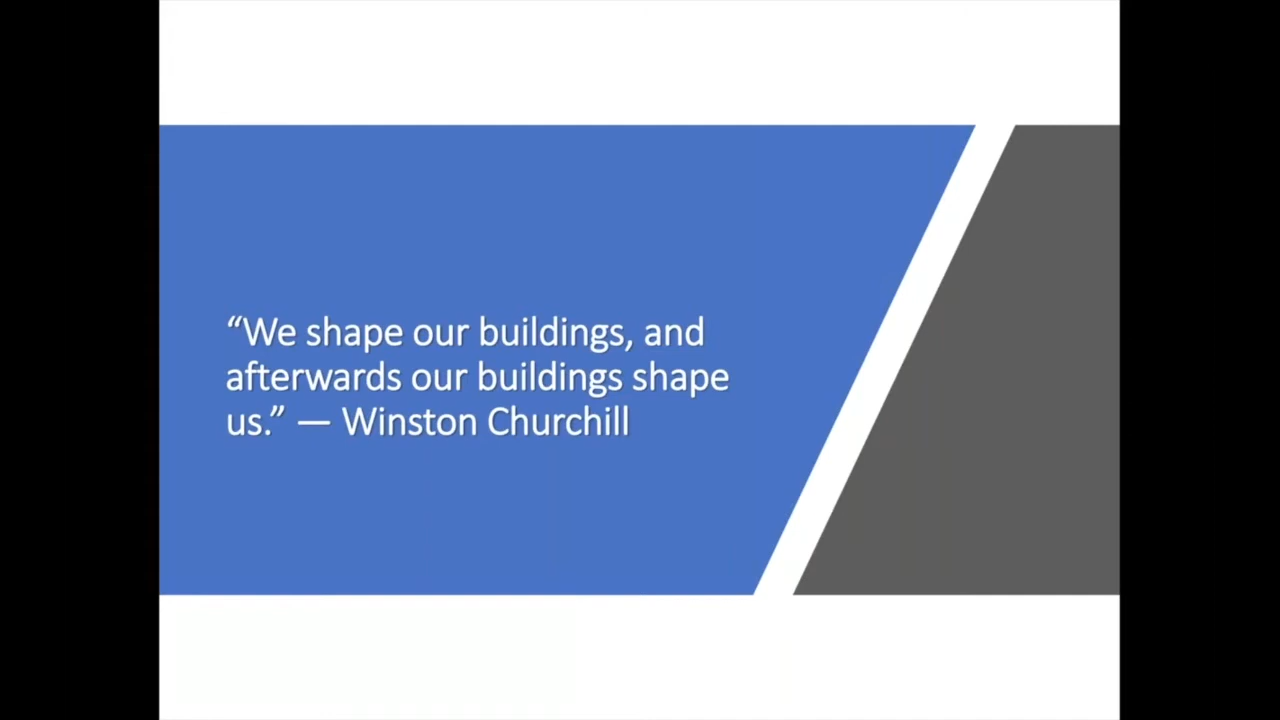 “We shape our buildings, and
afterwards our buildings shape
us.” — Winston Churchill